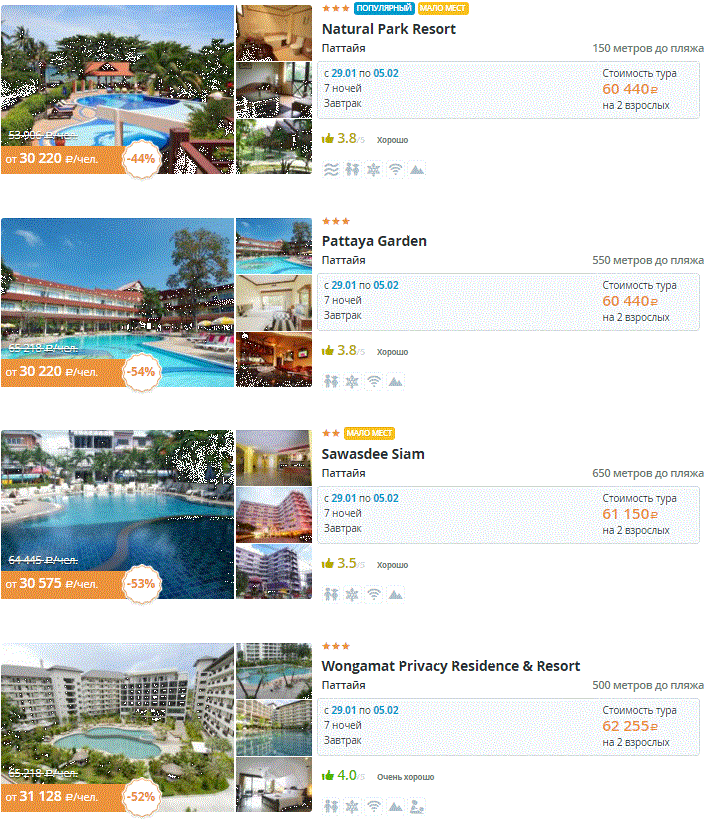 ПОПУЛЯРНЫЙ МАЛО МЕСТ
Natural Park Resort
Паттайя 150 метров до пляжа
с 29.01 по 05.02 Стоимость тура
7 ночей 60 440 ₽
Завтрак на 2 взрослых
₽/чел.
от 30 220 ₽/чел. -44%
3.8/5 Хорошо
Pattaya Garden
Паттайя 550 метров до пляжа
с 29.01 по 05.02 Стоимость тура
7 ночей 60 440 ₽
Завтрак на 2 взрослых
65 218 ₽/чел.
от 30 220 ₽/чел. -54%
3.8/5 Хорошо
МАЛО МЕСТ
Sawasdee Siam
Паттайя 650 метров до пляжа
с 29.01 по 05.02 Стоимость тура
7 ночей 61 150 ₽
Завтрак на 2 взрослых
64 445 ₽/чел.
от 30 575 ₽/чел. -53%
3.5/5 Хорошо
Wongamat Privacy Residence & Resort
Паттайя 500 метров до пляжа
с 29.01 по 05.02 Стоимость тура
7 ночей 62 255 ₽
Завтрак на 2 взрослых
65 218 ₽/чел.
от 31 128 ₽/чел. -52%
4.0/5 Очень хорошо